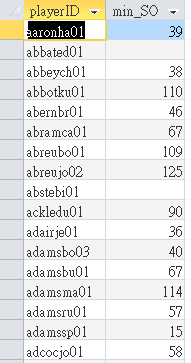 playerID min_SO
aaronha01 39
abbated01
abbeych01 38
abbotku01 110
abernbr01 46
abramca01 67
abreubo01 109
abreujo02 125
abstebi01
ackledu01 90
adairje01 36
adamsbo03 40
adamsbu01 67
adamsma01 114
adamsru01 57
adamssp01 15
adcocjo01 58